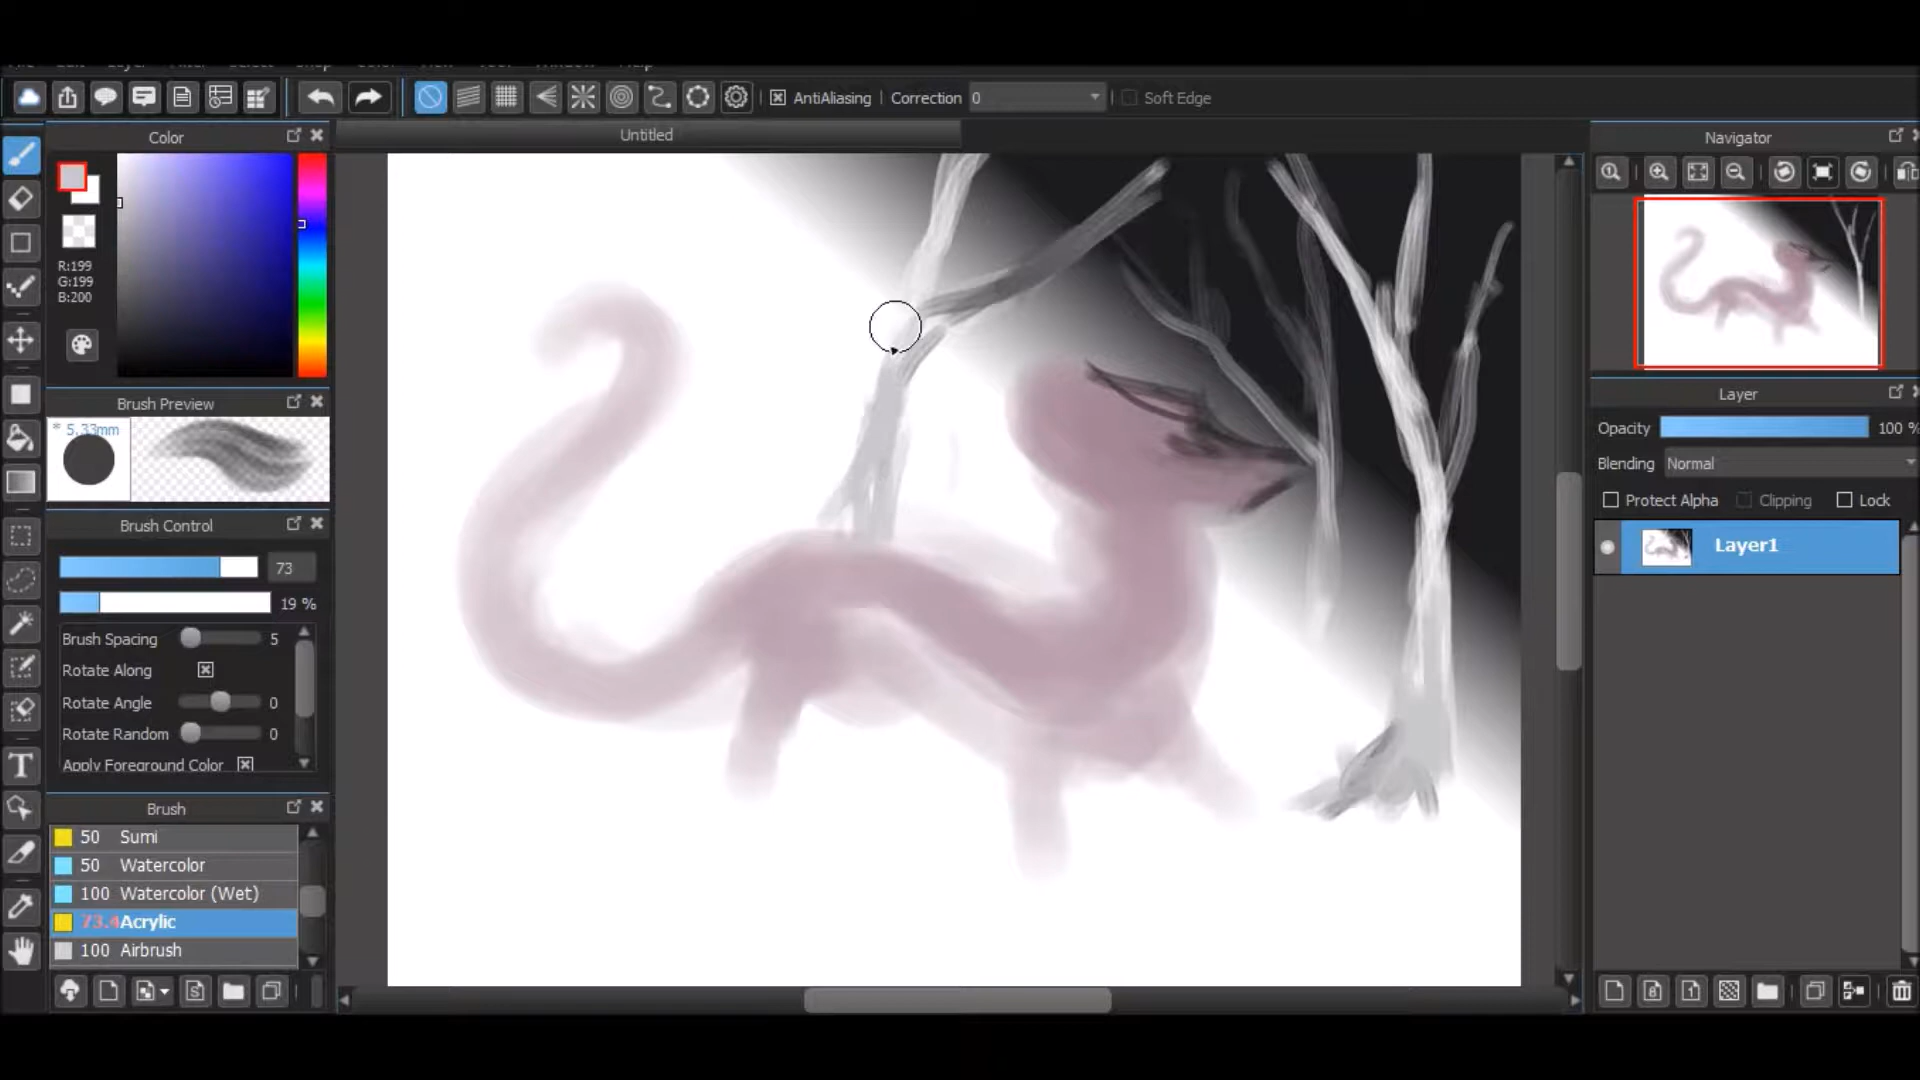 AntiAliasing
Correction 0
Soft Edge
Color
Untitled
Navigator
R:199
G:199
B:200
Brush Preview
* 5.33mm
Layer
Opacity 100 %
Blending Normal
Protect Alpha Clipping Lock
Layer1
Brush Control
73
19 %
Brush Spacing 5
Rotate Along
Rotate Angle 0
Rotate Random 0
Apply Foreground Color
Brush
50 Sumi
50 Watercolor
100 Watercolor (Wet)
73.4 Acrylic
100 Airbrush